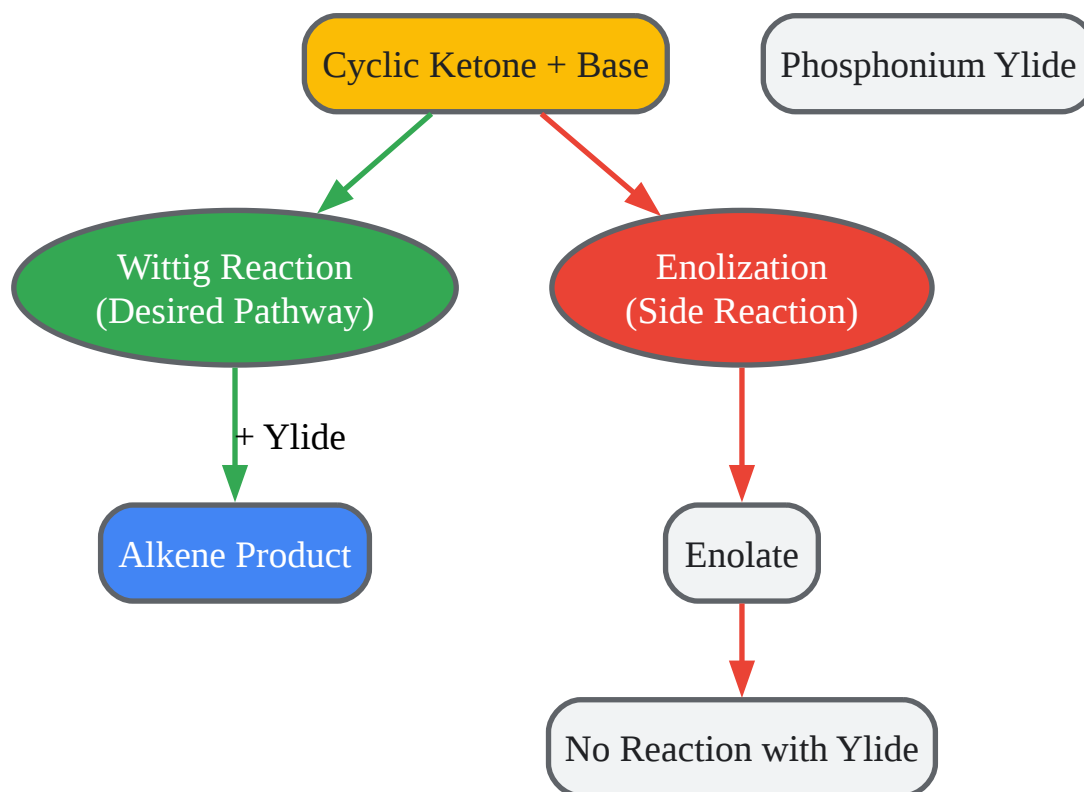 Cyclic Ketone + Base
Phosphonium Ylide
Wittig Reaction
(Desired Pathway)
Enolization
(Side Reaction)
+ Ylide
Alkene Product
Enolate
No Reaction with Ylide